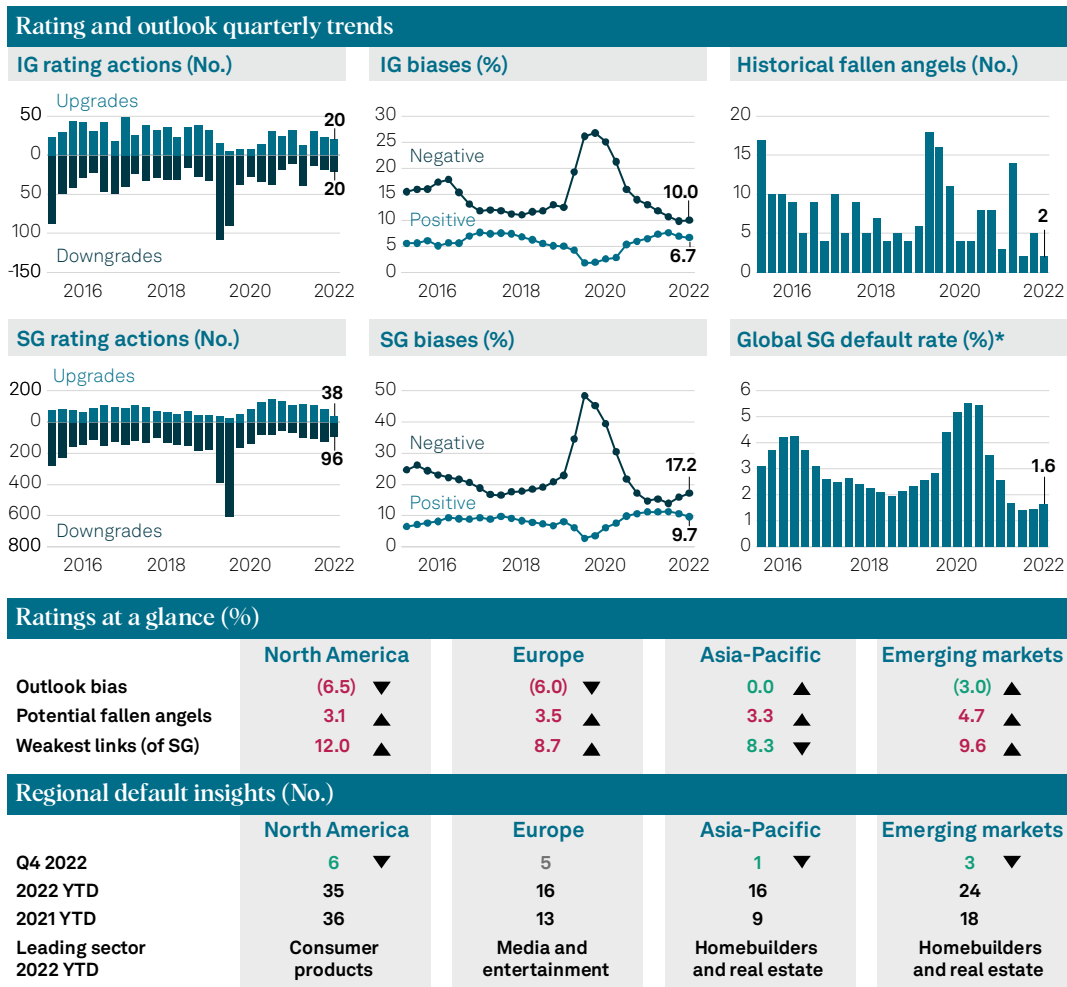 Rating and outlook quarterly trends
IG rating actions (No.)
Upgrades
50
0
50
100
-150
20
20
Downgrades
2016 2018 2020 2022
IG biases (%)
30
25
20
15
10
5
0
Negative
Positive
10.0
6.7
2016 2018 2020 2022
Historical fallen angels (No.)
20
15
10
5
0
2
2016 2018 2020 2022
SG rating actions (No.)
Upgrades
200
0
200
400
600
800
38
96
Downgrades
2016 2018 2020 2022
SG biases (%)
50
40
30
20
10
0
Negative
Positive
17.2
9.7
2016 2018 2020 2022
Global SG default rate (%)*
6
5
4
3
2
1
0
1.6
2016 2018 2020 2022
Ratings at a glance (%)
North America Europe Asia-Pacific Emerging markets
Outlook bias (6.5) ▼ (6.0) ▼ 0.0 ▲ (3.0) ▲
Potential fallen angels 3.1 ▲ 3.5 ▲ 3.3 ▲ 4.7 ▲
Weakest links (of SG) 12.0 ▲ 8.7 ▲ 8.3 ▼ 9.6 ▲
Regional default insights (No.)
North America Europe Asia-Pacific Emerging markets
Q4 2022 6 ▼ 5 1 ▼ 3 ▼
2022 YTD 35 16 16 24
2021 YTD 36 13 9 18
Leading sector Consumer Media and Homebuilders Homebuilders
2022 YTD products entertainment and real estate and real estate